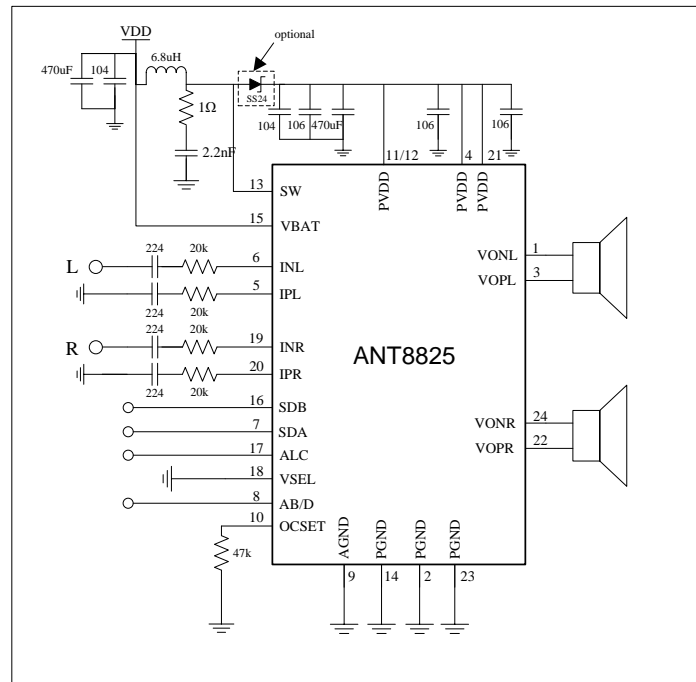 optional
VDD
6.8uH
470uF
104
SS24
1Ω
2.2nF
104
106
470uF
106
106
11/12
4
21
PVDD
PVDD
PVDD
13
SW
15
VBAT
L
224
20k
6
INL
224
20k
5
IPL
R
224
20k
19
INR
224
20k
20
IPR
16
SDB
7
SDA
17
ALC
18
VSEL
8
AB/D
10
OCSET
47k
ANT8825
VONL
1
VOPL
3
VONR
24
VOPR
22
AGND
PGND
PGND
PGND
9
14
2
23